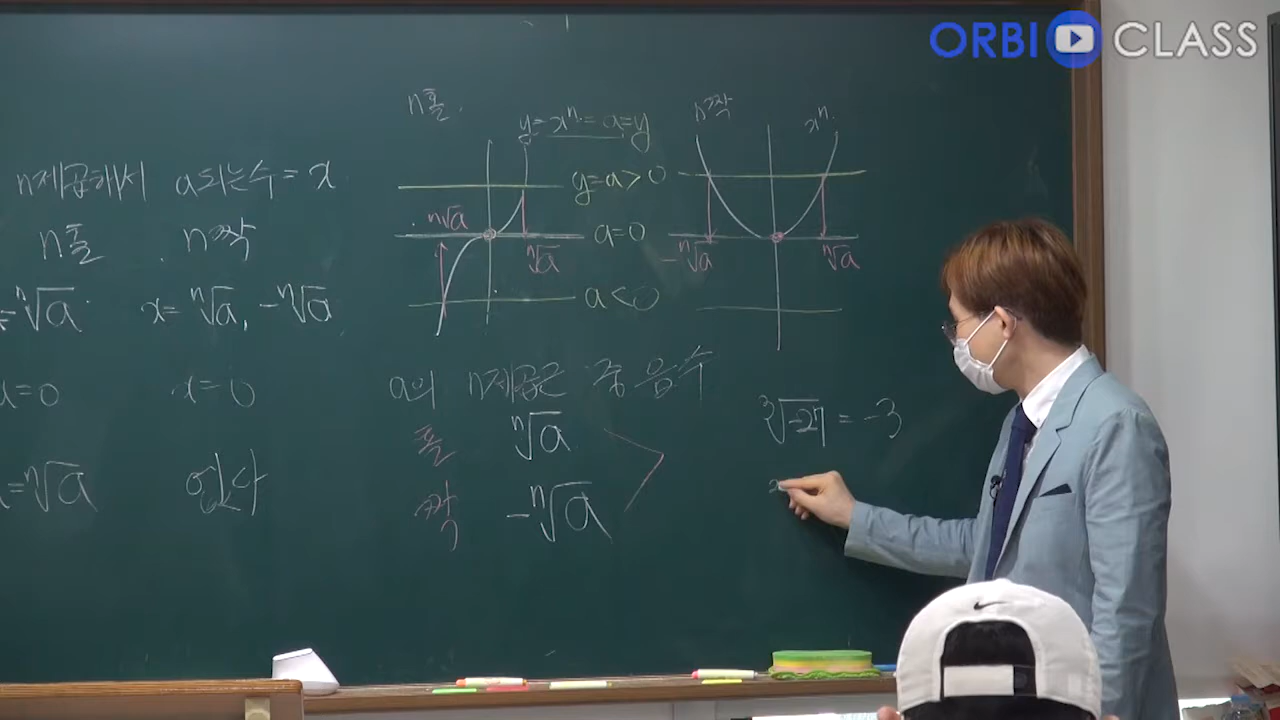 ORBI CLASS
n제곱해서 a되는수 = x
n홀 n짝
ⁿ√a x = ⁿ√a, -ⁿ√a
a=0 x=0
=ⁿ√a 없다
n홀. y=xⁿ=a=y n짝 xⁿ
y=a>0
ⁿ√a a=0
ⁿ√a -ⁿ√a ⁿ√a
a<0
a의 n제곱근 중 음수
홀 ⁿ√a
짝 -ⁿ√a
³√-27 = -3